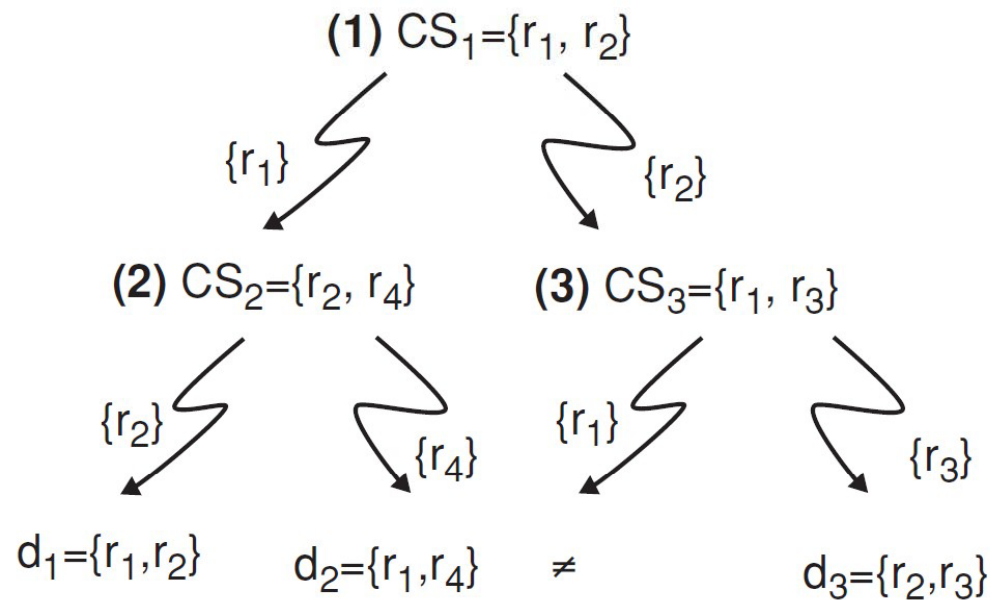 (1) CS₁={r₁, r₂}
{r₁}
{r₂}
(2) CS₂={r₂, r₄}
(3) CS₃={r₁, r₃}
{r₂}
{r₄}
{r₁}
{r₃}
d₁={r₁,r₂}
d₂={r₁,r₄}
≠
d₃={r₂,r₃}